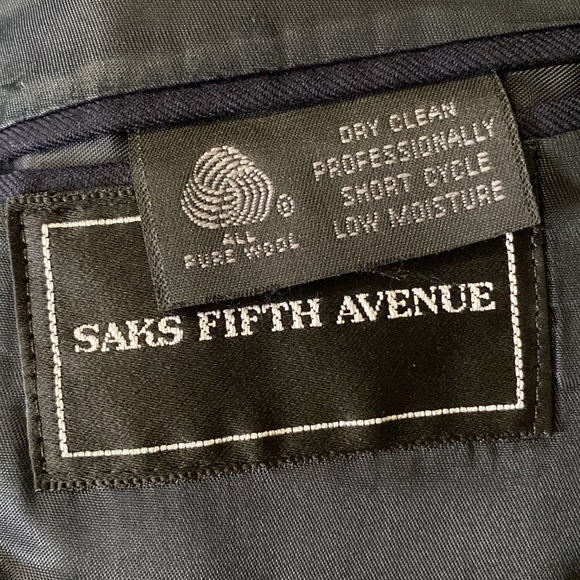 DRY CLEAN
PROFESSIONALLY
SHORT CYCLE
LOW MOISTURE
ALL
PURE WOOL
SAKS FIFTH AVENUE